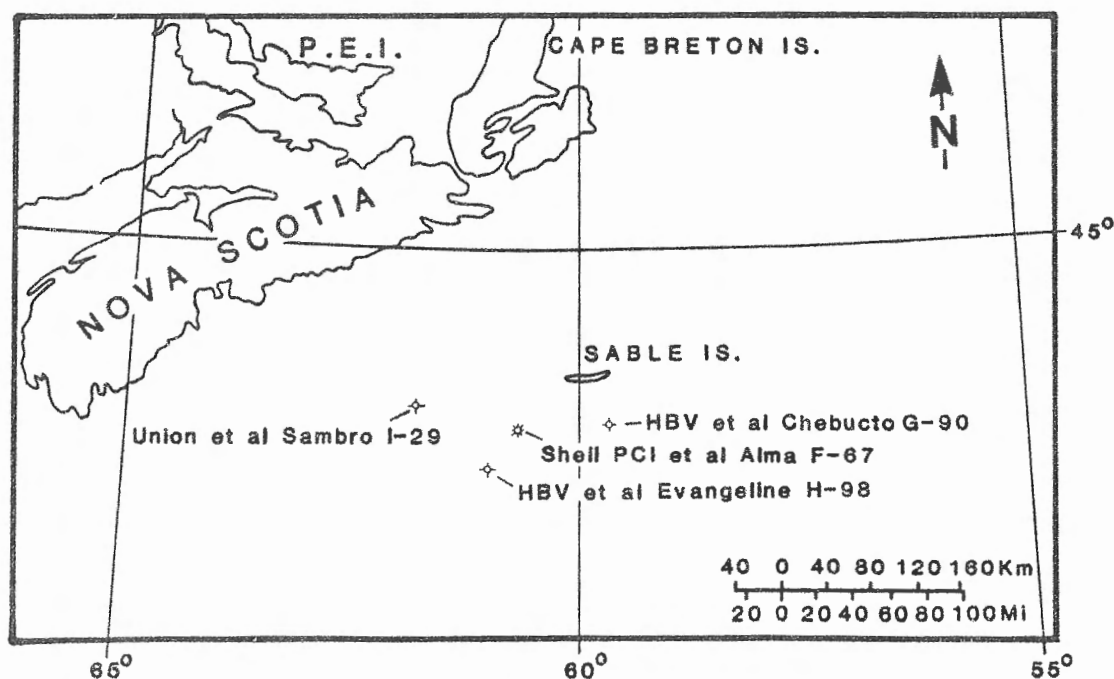 P.E.I.
CAPE BRETON IS.
N
NOVA SCOTIA
45°
SABLE IS.
Union et al Sambro I-29
HBV et al Chebucto G-90
Shell PCI et al Alma F-67
HBV et al Evangeline H-98
40 0 40 80 120 160Km
20 0 20 40 60 80 100Mi
65° 60° 55°